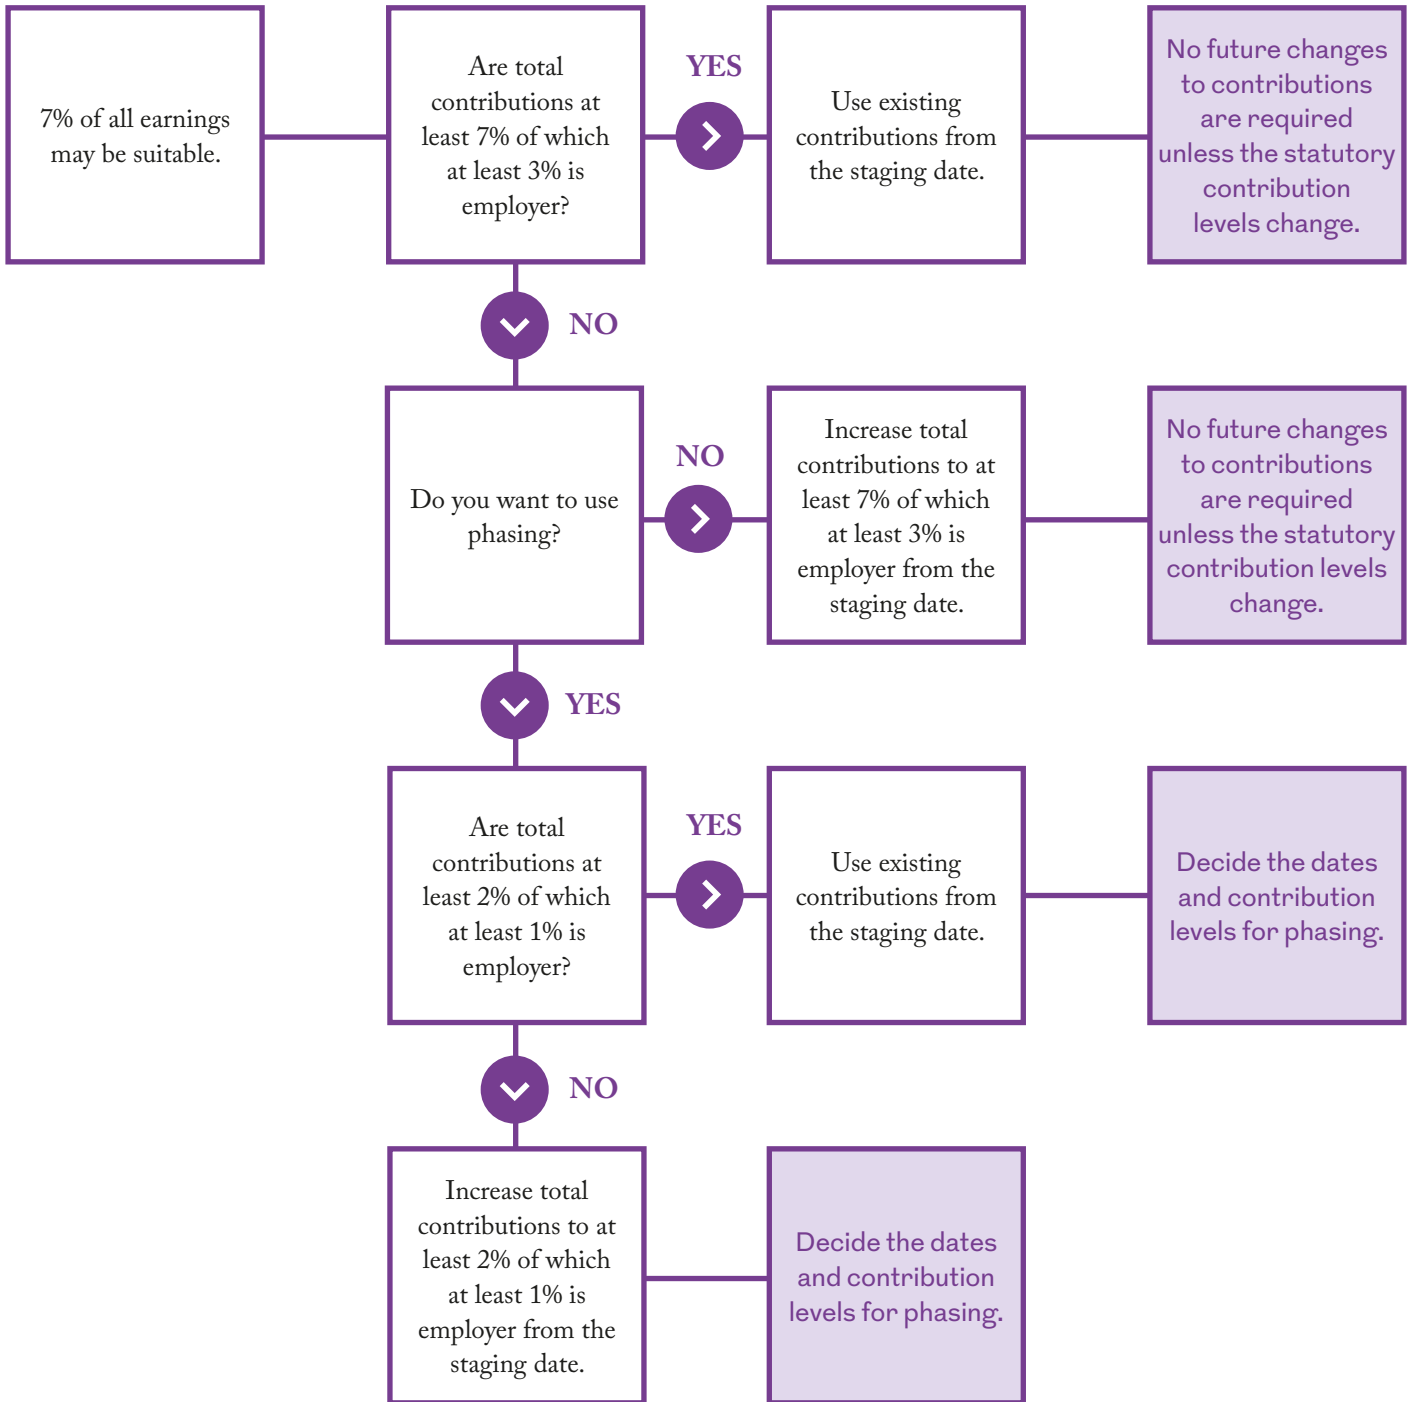 7% of all earnings
may be suitable.
Are total
contributions at
least 7% of which
at least 3% is
employer?
YES
Use existing
contributions from
the staging date.
No future changes
to contributions
are required
unless the statutory
contribution
levels change.
NO
Do you want to use
phasing?
NO
Increase total
contributions to at
least 7% of which
at least 3% is
employer from the
staging date.
No future changes
to contributions
are required
unless the statutory
contribution levels
change.
YES
Are total
contributions at
least 2% of which
at least 1% is
employer?
YES
Use existing
contributions from
the staging date.
Decide the dates
and contribution
levels for phasing.
NO
Increase total
contributions to at
least 2% of which
at least 1% is
employer from the
staging date.
Decide the dates
and contribution
levels for phasing.